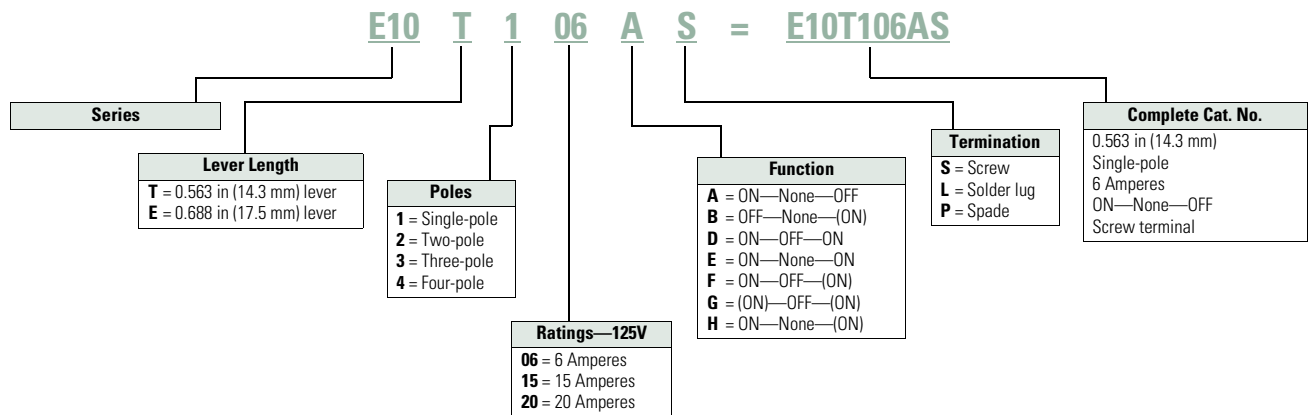 E10 T 1 06 A S = E10T106AS
Series
Lever Length
T = 0.563 in (14.3 mm) lever
E = 0.688 in (17.5 mm) lever
Poles
1 = Single-pole
2 = Two-pole
3 = Three-pole
4 = Four-pole
Ratings—125V
06 = 6 Amperes
15 = 15 Amperes
20 = 20 Amperes
Function
A = ON—None—OFF
B = OFF—None—(ON)
D = ON—OFF—ON
E = ON—None—ON
F = ON—OFF—(ON)
G = (ON)—OFF—(ON)
H = ON—None—(ON)
Termination
S = Screw
L = Solder lug
P = Spade
Complete Cat. No.
0.563 in (14.3 mm)
Single-pole
6 Amperes
ON—None—OFF
Screw terminal